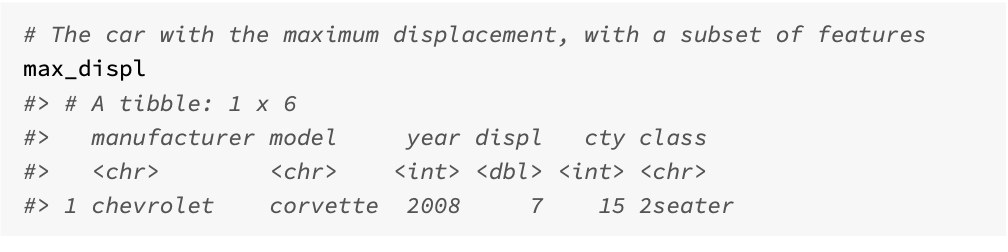 # The car with the maximum displacement, with a subset of features
max_displ
#> # A tibble: 1 x 6
#>   manufacturer model     year displ   cty class
#>   <chr>        <chr>    <int> <dbl> <int> <chr>
#> 1 chevrolet    corvette  2008     7    15 2seater